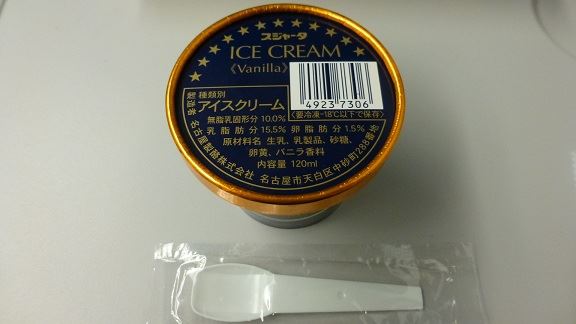 スジャータ
ICE CREAM
《Vanilla》
49237306
種類別
アイスクリーム
《要冷凍-18℃以下で保存》
無脂乳固形分 10.0%
乳脂肪分 15.5% 卵脂肪分 1.5%
原材料名 生乳、乳製品、砂糖、
卵黄、バニラ香料
内容量 120ml
製造者 名古屋製酪株式会社 名古屋市天白区中砂町288番地